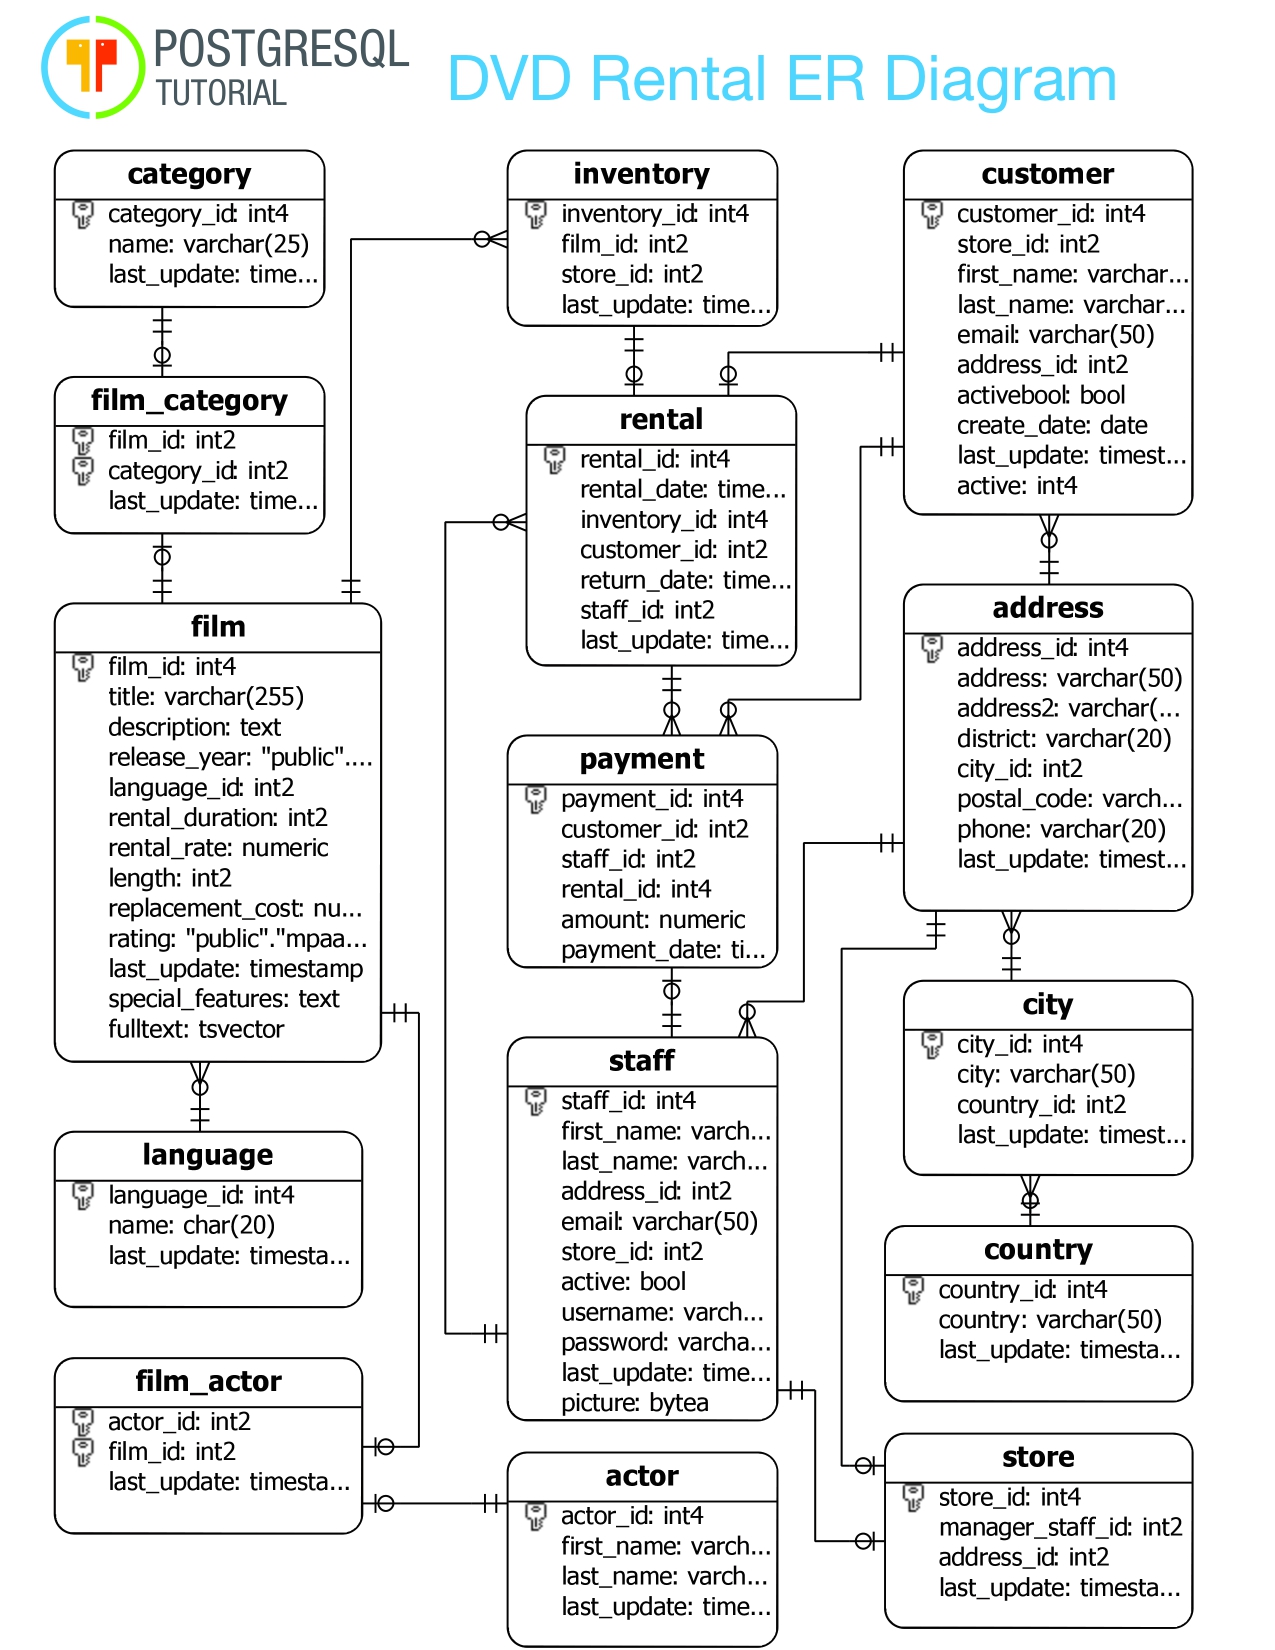 POSTGRESQL
TUTORIAL
DVD Rental ER Diagram
category
category_id: int4
name: varchar(25)
last_update: time...
film_category
film_id: int2
category_id: int2
last_update: time...
film
film_id: int4
title: varchar(255)
description: text
release_year: "public"....
language_id: int2
rental_duration: int2
rental_rate: numeric
length: int2
replacement_cost: nu...
rating: "public"."mpaa...
last_update: timestamp
special_features: text
fulltext: tsvector
language
language_id: int4
name: char(20)
last_update: timesta...
film_actor
actor_id: int2
film_id: int2
last_update: timesta...
inventory
inventory_id: int4
film_id: int2
store_id: int2
last_update: time...
rental
rental_id: int4
rental_date: time...
inventory_id: int4
customer_id: int2
return_date: time...
staff_id: int2
last_update: time...
payment
payment_id: int4
customer_id: int2
staff_id: int2
rental_id: int4
amount: numeric
payment_date: ti...
staff
staff_id: int4
first_name: varch...
last_name: varch...
address_id: int2
email: varchar(50)
store_id: int2
active: bool
username: varch...
password: varcha...
last_update: time...
picture: bytea
actor
actor_id: int4
first_name: varch...
last_name: varch...
last_update: time...
customer
customer_id: int4
store_id: int2
first_name: varchar...
last_name: varchar...
email: varchar(50)
address_id: int2
activebool: bool
create_date: date
last_update: timest...
active: int4
address
address_id: int4
address: varchar(50)
address2: varchar(...
district: varchar(20)
city_id: int2
postal_code: varch...
phone: varchar(20)
last_update: timest...
city
city_id: int4
city: varchar(50)
country_id: int2
last_update: timest...
country
country_id: int4
country: varchar(50)
last_update: timesta...
store
store_id: int4
manager_staff_id: int2
address_id: int2
last_update: timesta...